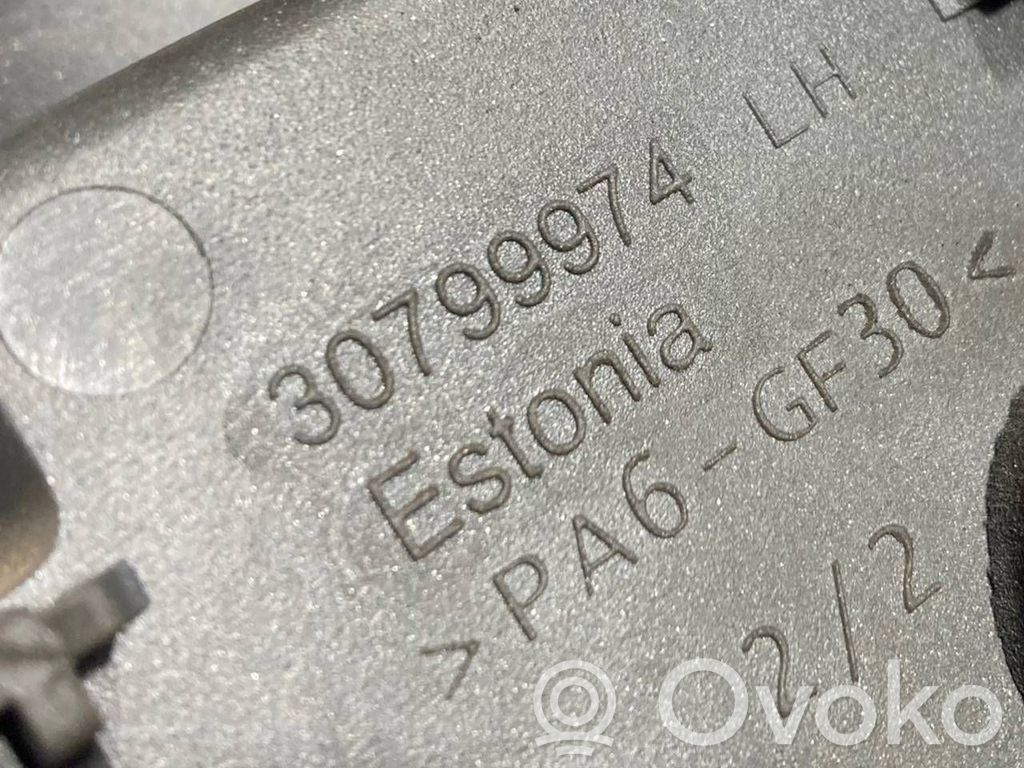 30799974 LH
Estonia
>PA6-GF30<
2/2
Ovoko